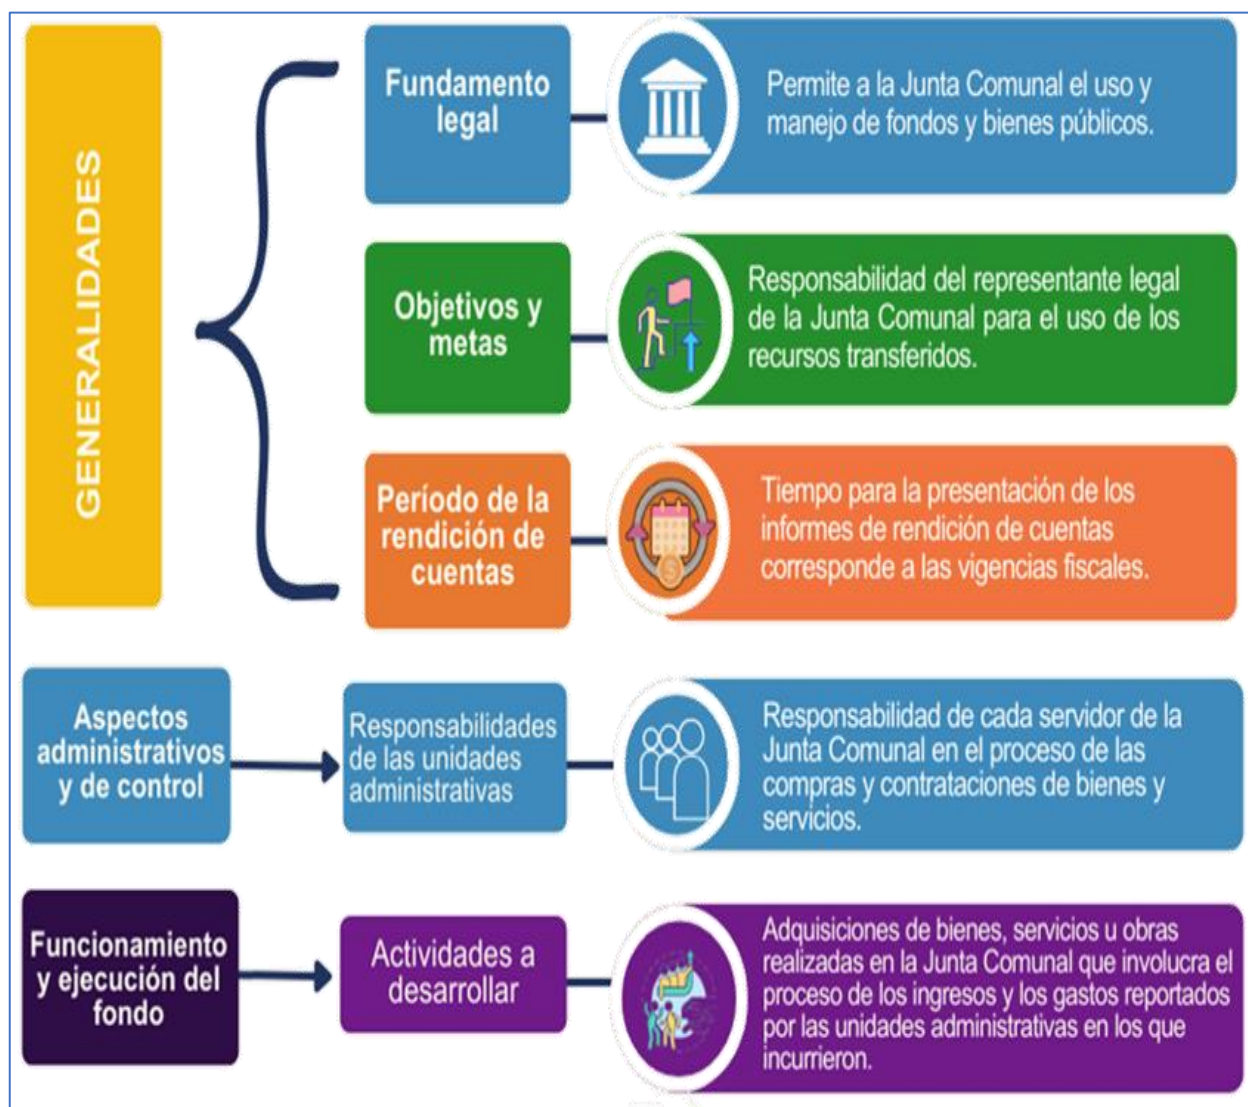 GENERALIDADES
Fundamento
legal
Permite a la Junta Comunal el uso y
manejo de fondos y bienes públicos.
Objetivos y
metas
Responsabilidad del representante legal
de la Junta Comunal para el uso de los
recursos transferidos.
Período de la
rendición de
cuentas
Tiempo para la presentación de los
informes de rendición de cuentas
corresponde a las vigencias fiscales.
Aspectos
administrativos
y de control
Responsabilidades
de las unidades
administrativas
Responsabilidad de cada servidor de la
Junta Comunal en el proceso de las
compras y contrataciones de bienes y
servicios.
Funcionamiento
y ejecución del
fondo
Actividades a
desarrollar
Adquisiciones de bienes, servicios u obras
realizadas en la Junta Comunal que involucra el
proceso de los ingresos y los gastos reportados
por las unidades administrativas en los que
incurrieron.